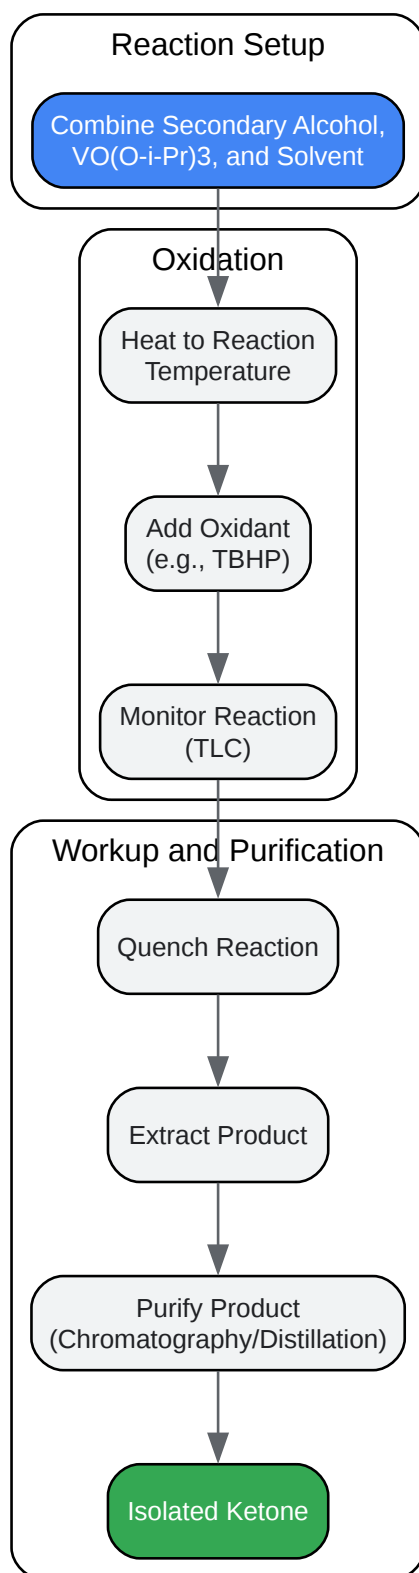 Reaction Setup
Combine Secondary Alcohol,
VO(O-i-Pr)3, and Solvent
Oxidation
Heat to Reaction
Temperature
Add Oxidant
(e.g., TBHP)
Monitor Reaction
(TLC)
Workup and Purification
Quench Reaction
Extract Product
Purify Product
(Chromatography/Distillation)
Isolated Ketone